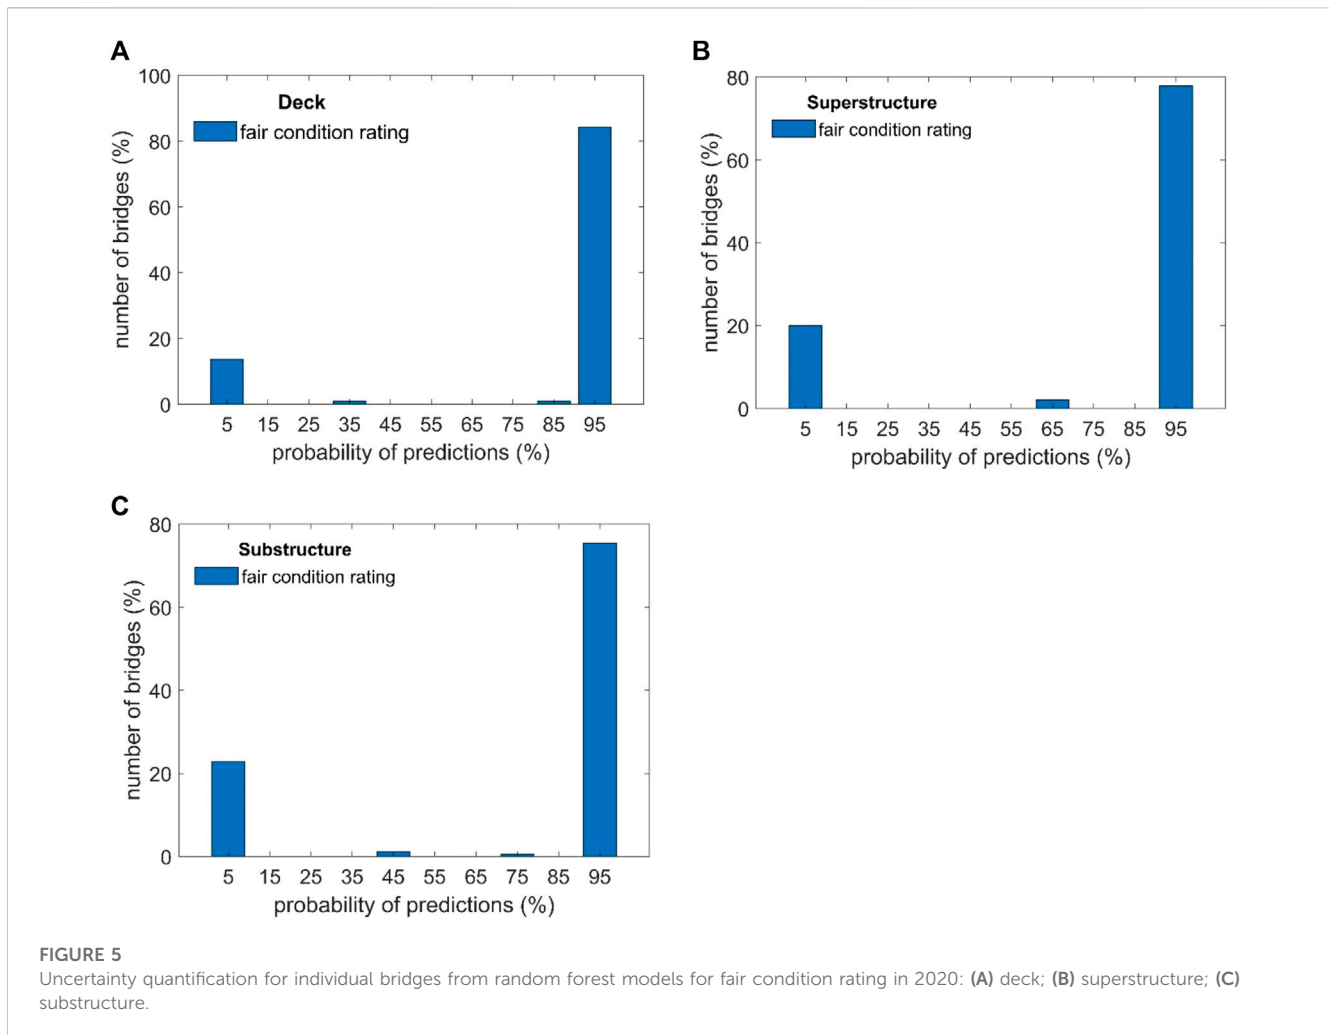 A
Deck
fair condition rating
number of bridges (%)
100
80
60
40
20
0
5 15 25 35 45 55 65 75 85 95
probability of predictions (%)
B
Superstructure
fair condition rating
number of bridges (%)
80
60
40
20
0
5 15 25 35 45 55 65 75 85 95
probability of predictions (%)
C
Substructure
fair condition rating
number of bridges (%)
80
60
40
20
0
5 15 25 35 45 55 65 75 85 95
probability of predictions (%)
FIGURE 5
Uncertainty quantification for individual bridges from random forest models for fair condition rating in 2020: (A) deck; (B) superstructure; (C)
substructure.